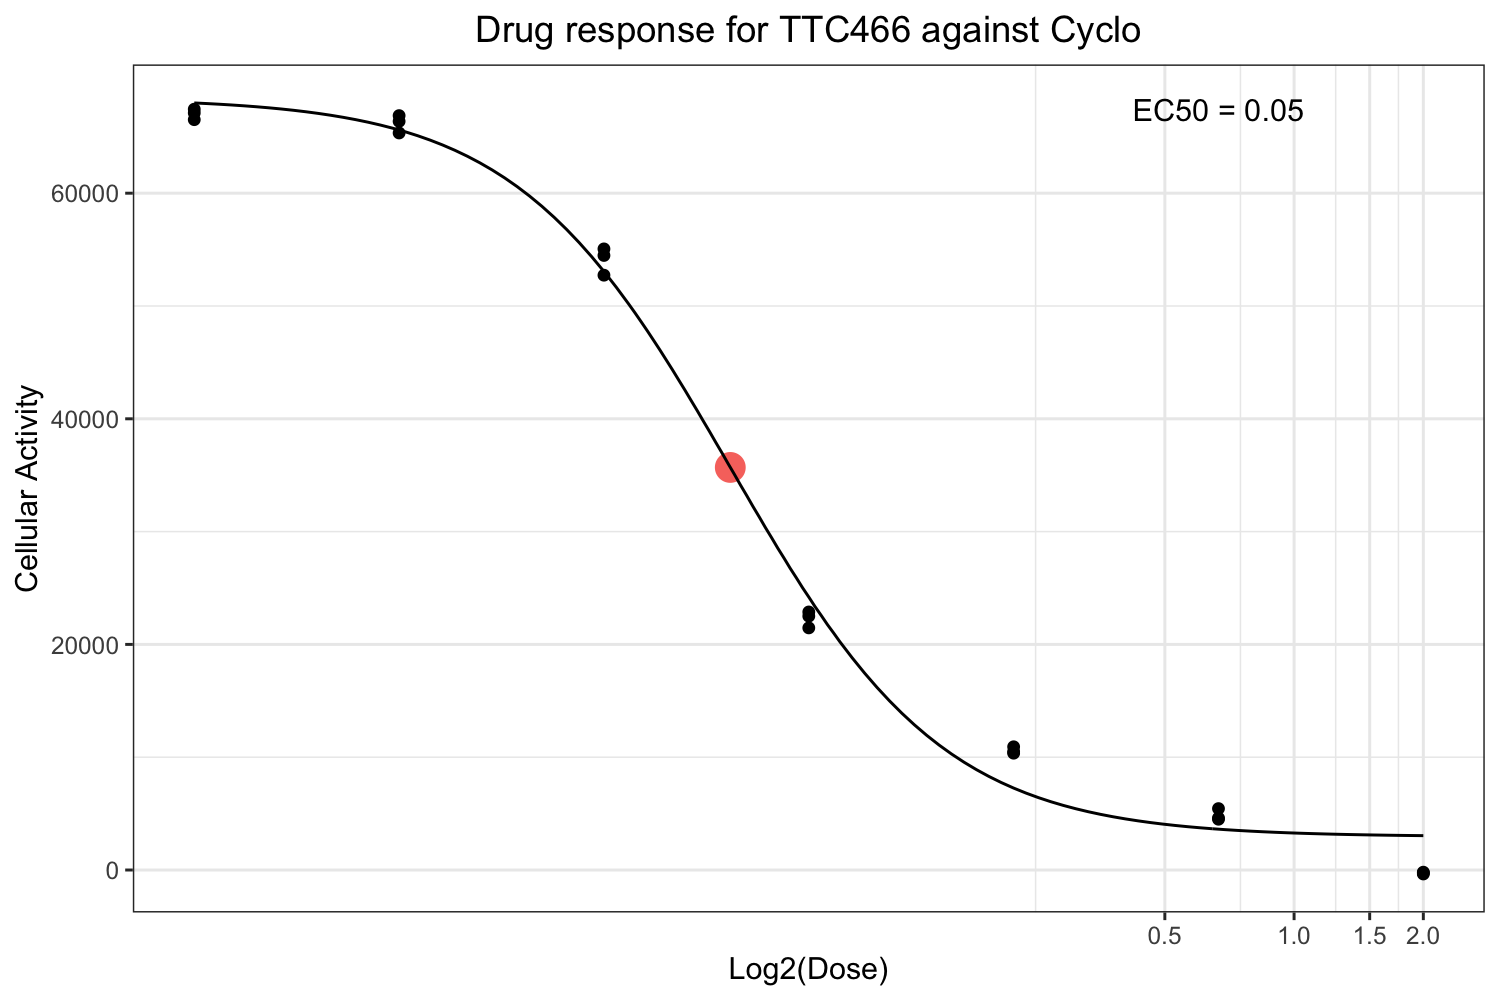 Drug response for TTC466 against Cyclo
EC50 = 0.05
Cellular Activity
60000
40000
20000
0
0.5 1.0 1.5 2.0
Log2(Dose)